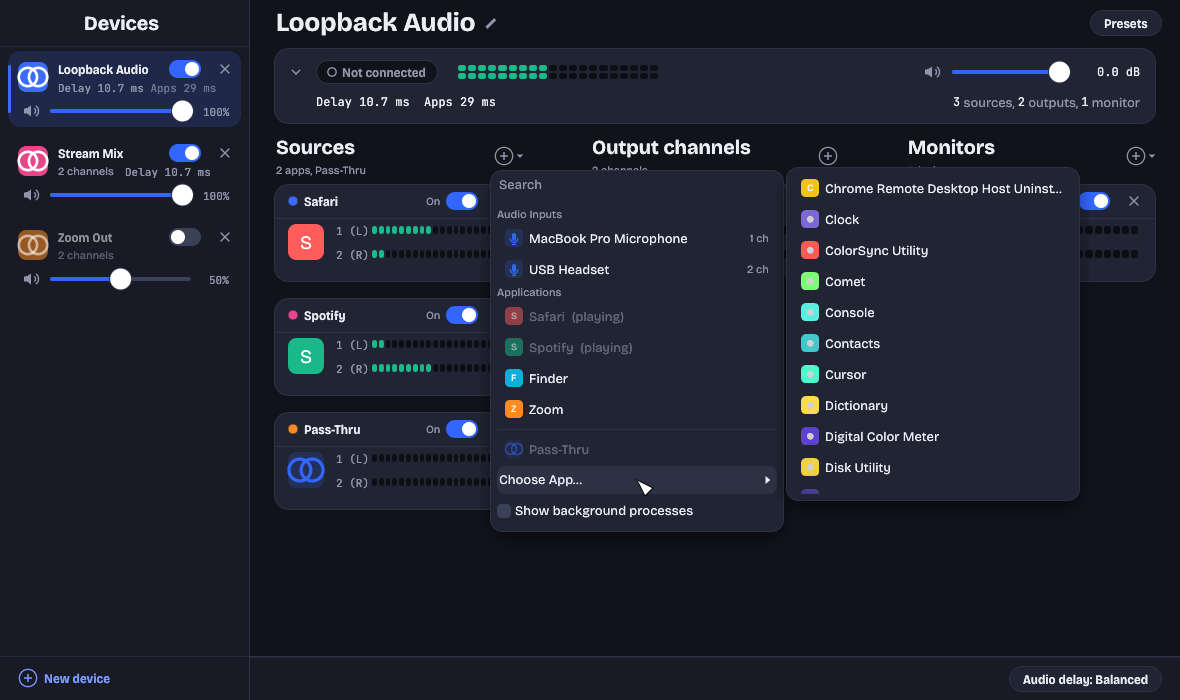 Devices
Loopback Audio
Delay 10.7 ms Apps 29 ms
100%
Stream Mix
2 channels Delay 10.7 ms
100%
Zoom Out
2 channels
50%
New device
Loopback Audio
Presets
Not connected
0.0 dB
Delay 10.7 ms Apps 29 ms
3 sources, 2 outputs, 1 monitor
Sources
2 apps, Pass-Thru
Output channels
2 channels
Monitors
Safari
On
S
1 (L)
2 (R)
Spotify
On
S
1 (L)
2 (R)
Pass-Thru
On
1 (L)
2 (R)
Search
Audio Inputs
MacBook Pro Microphone 1 ch
USB Headset 2 ch
Applications
S Safari (playing)
S Spotify (playing)
F Finder
Z Zoom
Pass-Thru
Choose App...
Show background processes
C Chrome Remote Desktop Host Uninst...
Clock
ColorSync Utility
Comet
Console
Contacts
Cursor
Dictionary
Digital Color Meter
Disk Utility
Audio delay: Balanced